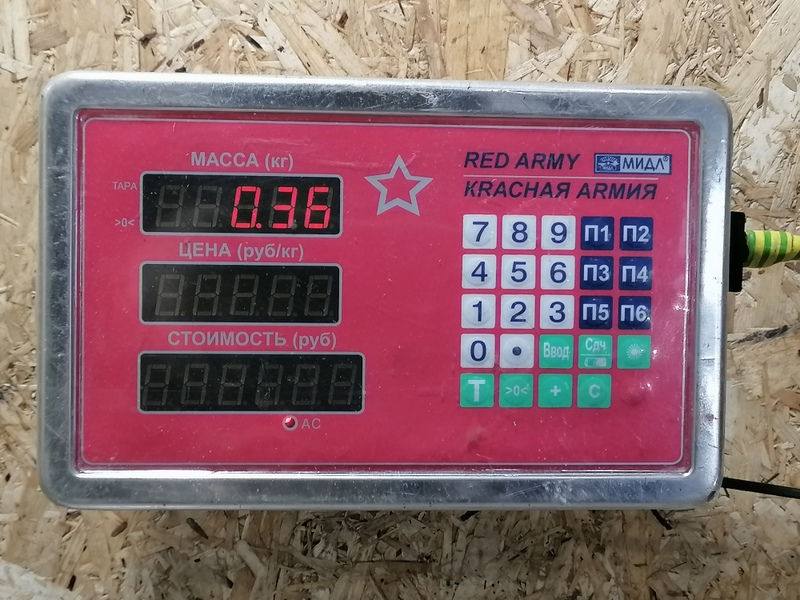 МАССА (кг)
ТАРА
>0<
0.36
ЦЕНА (руб/кг)
СТОИМОСТЬ (руб)
AC
RED ARMY
МИДЛ
КRАСНАЯ АRМИЯ
7 8 9 П1 П2
4 5 6 П3 П4
1 2 3 П5 П6
0 • Ввод Сдч
Т >0< + С